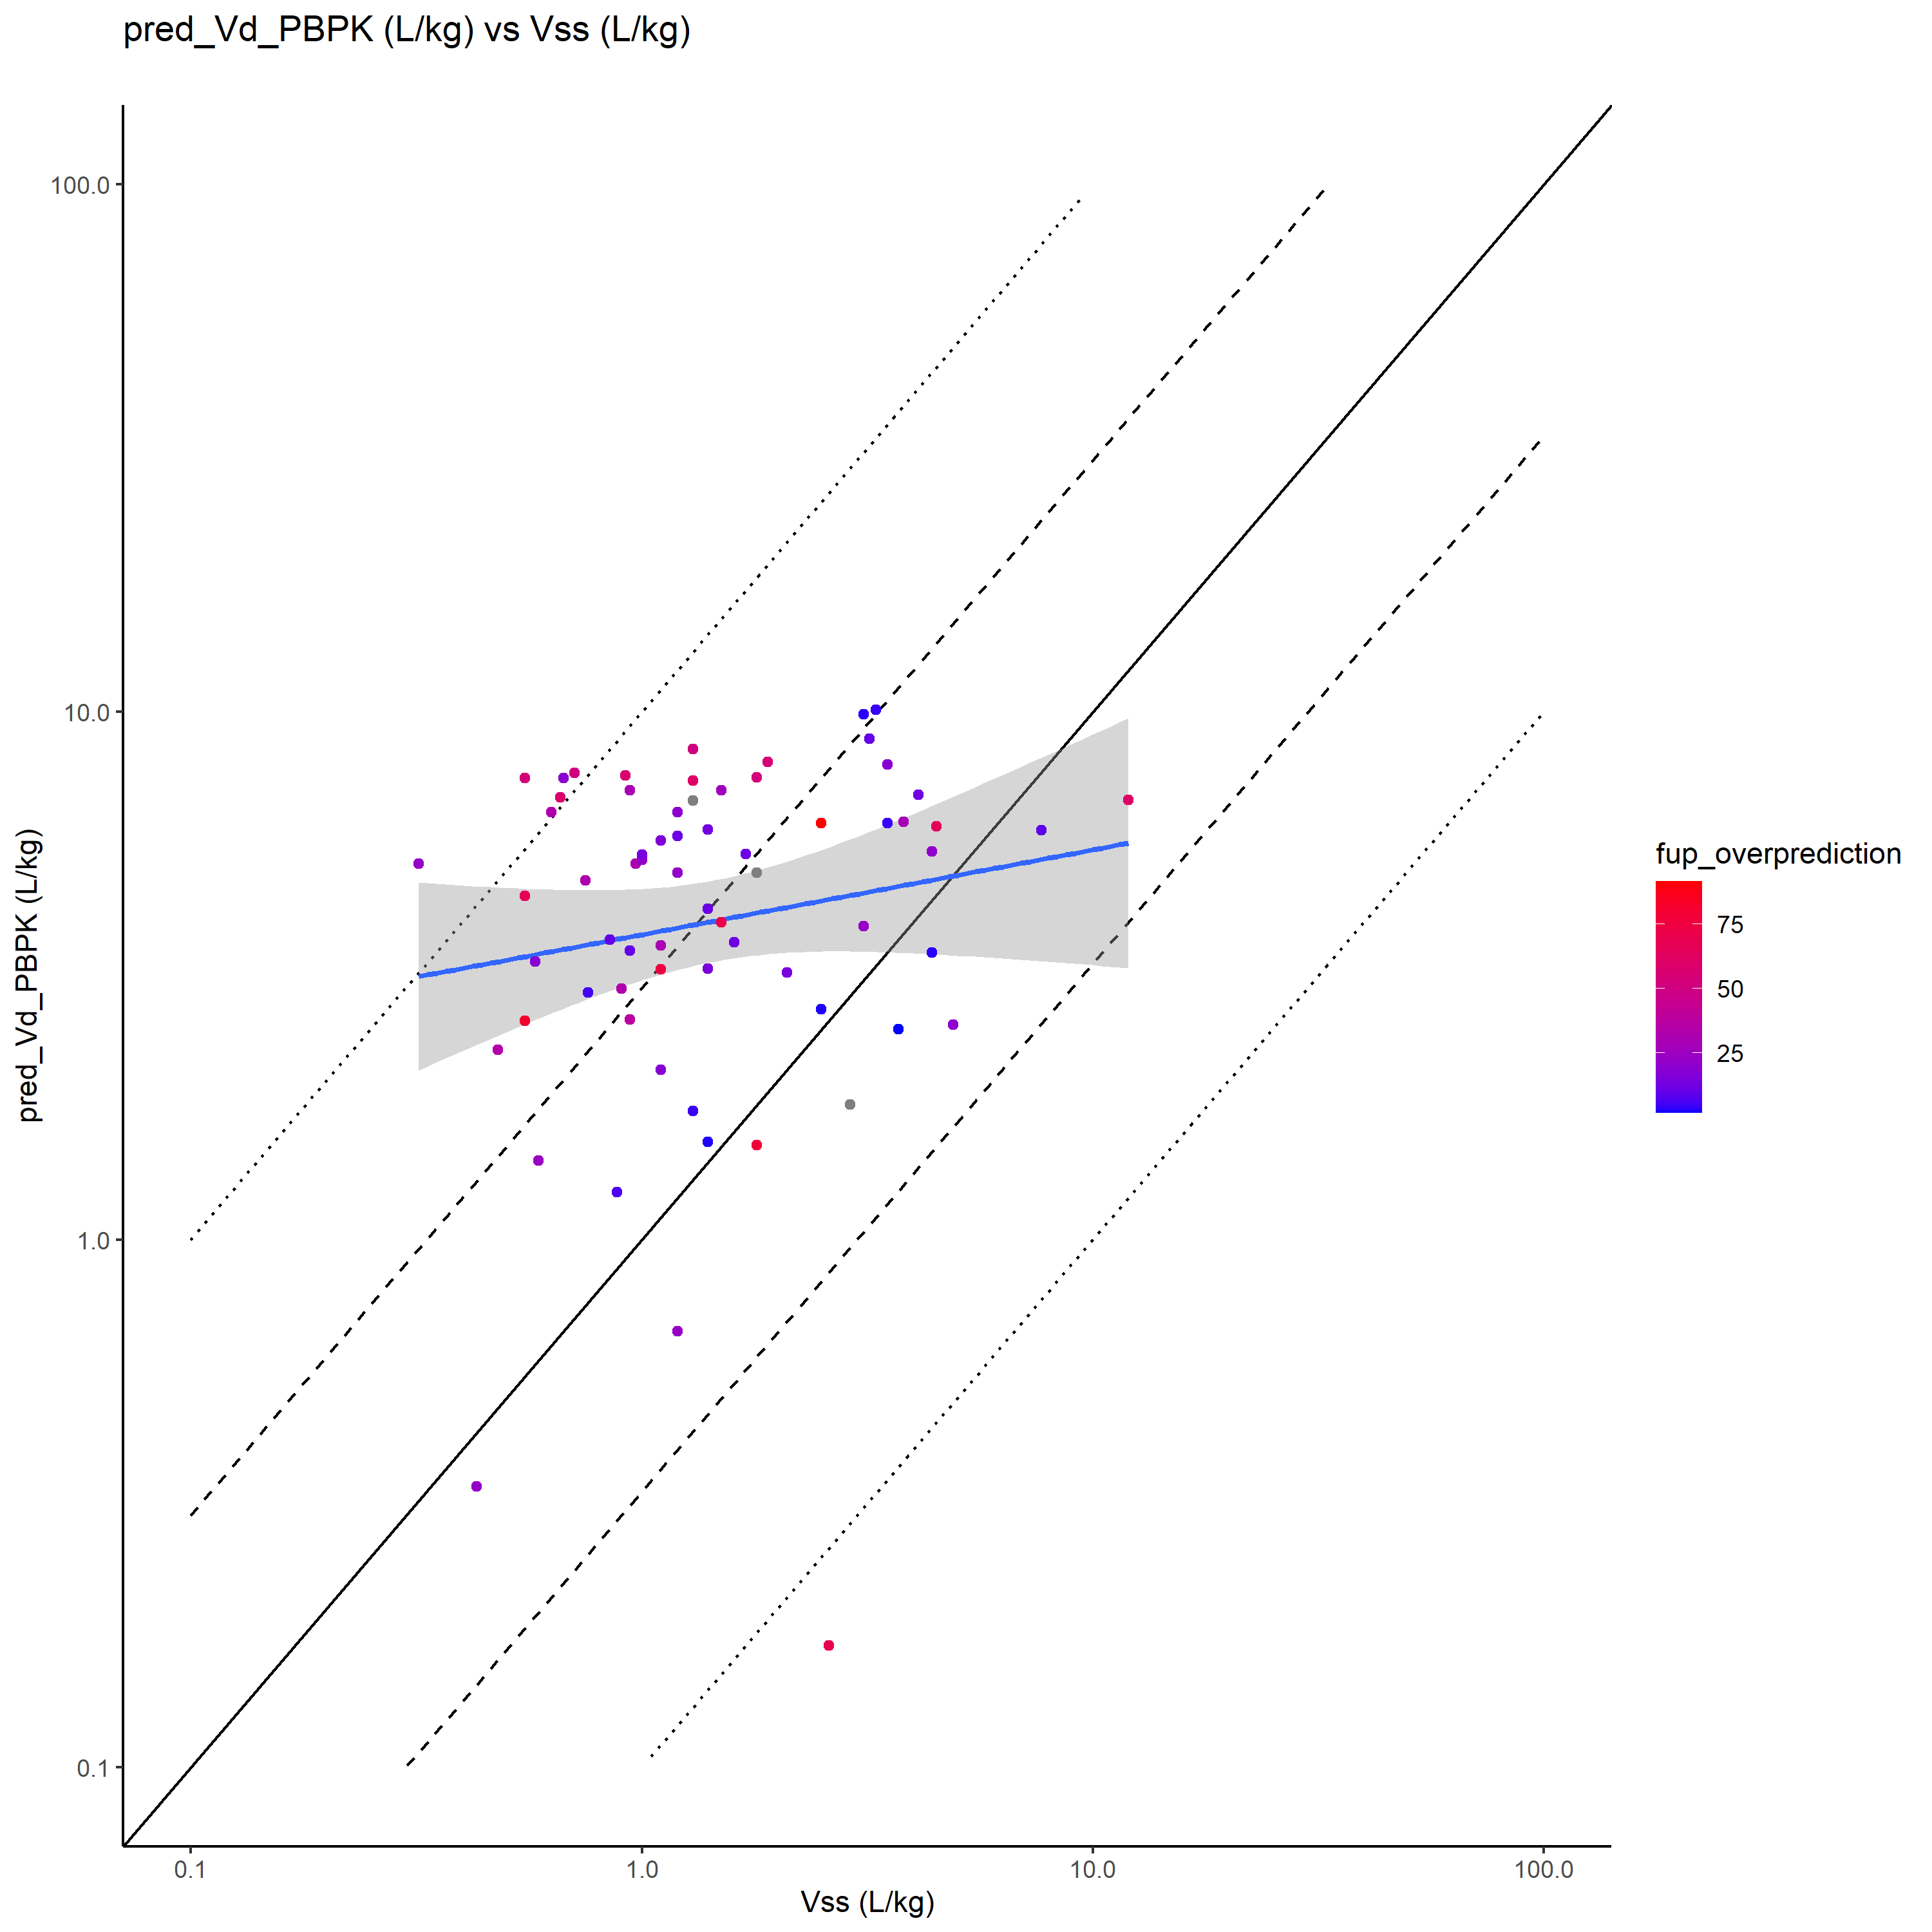 pred_Vd_PBPK (L/kg) vs Vss (L/kg)
100.0
10.0
1.0
0.1
pred_Vd_PBPK (L/kg)
0.1
1.0
10.0
100.0
Vss (L/kg)
fup_overprediction
75
50
25